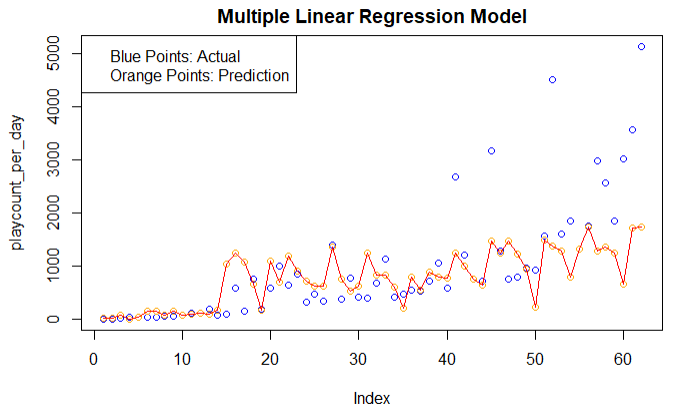 Multiple Linear Regression Model
Blue Points: Actual
Orange Points: Prediction
playcount_per_day
5000
4000
3000
2000
1000
0
0 10 20 30 40 50 60
Index